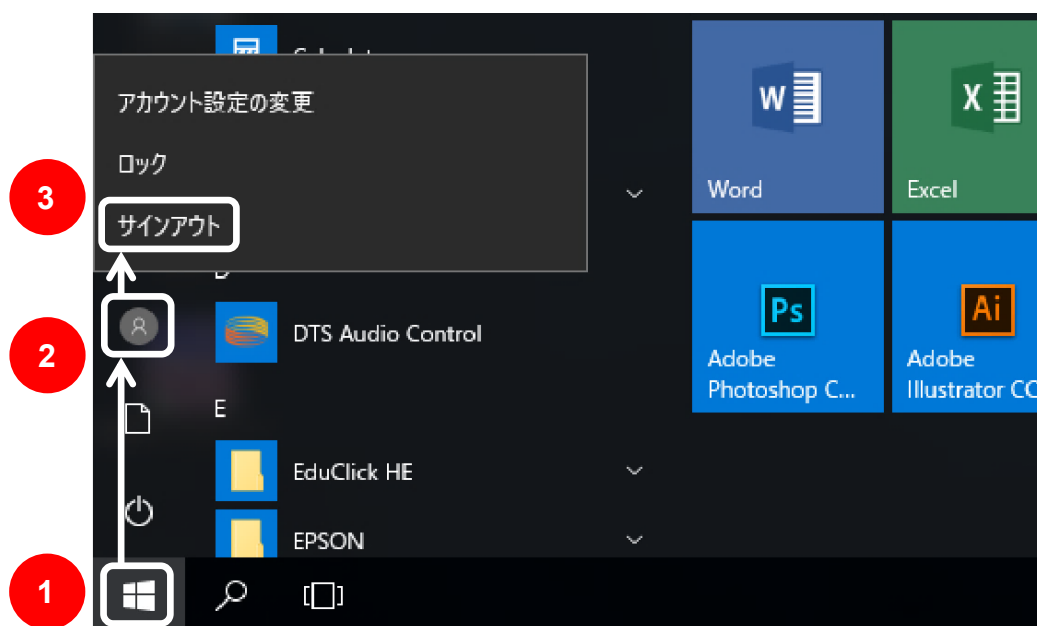 アカウント設定の変更
ロック
サインアウト
3
2
1
DTS Audio Control
E
EduClick HE
EPSON
W
Word
X
Excel
Ps
Adobe
Photoshop C...
Ai
Adobe
Illustrator CC